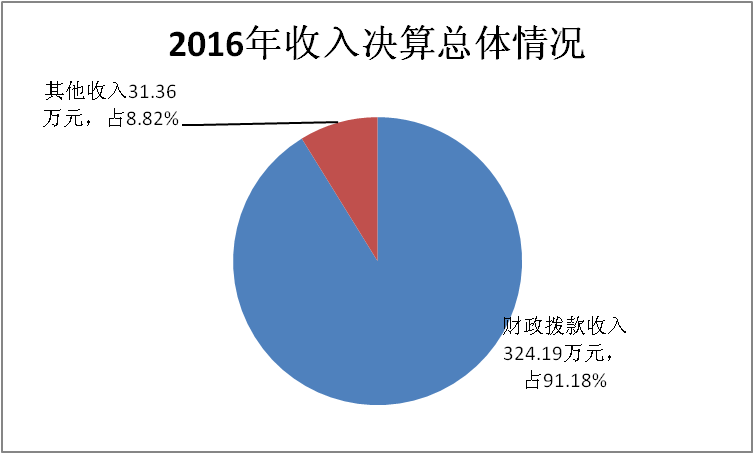 2016年收入决算总体情况
其他收入31.36
万元，占8.82%
财政拨款收入
324.19万元，
占91.18%